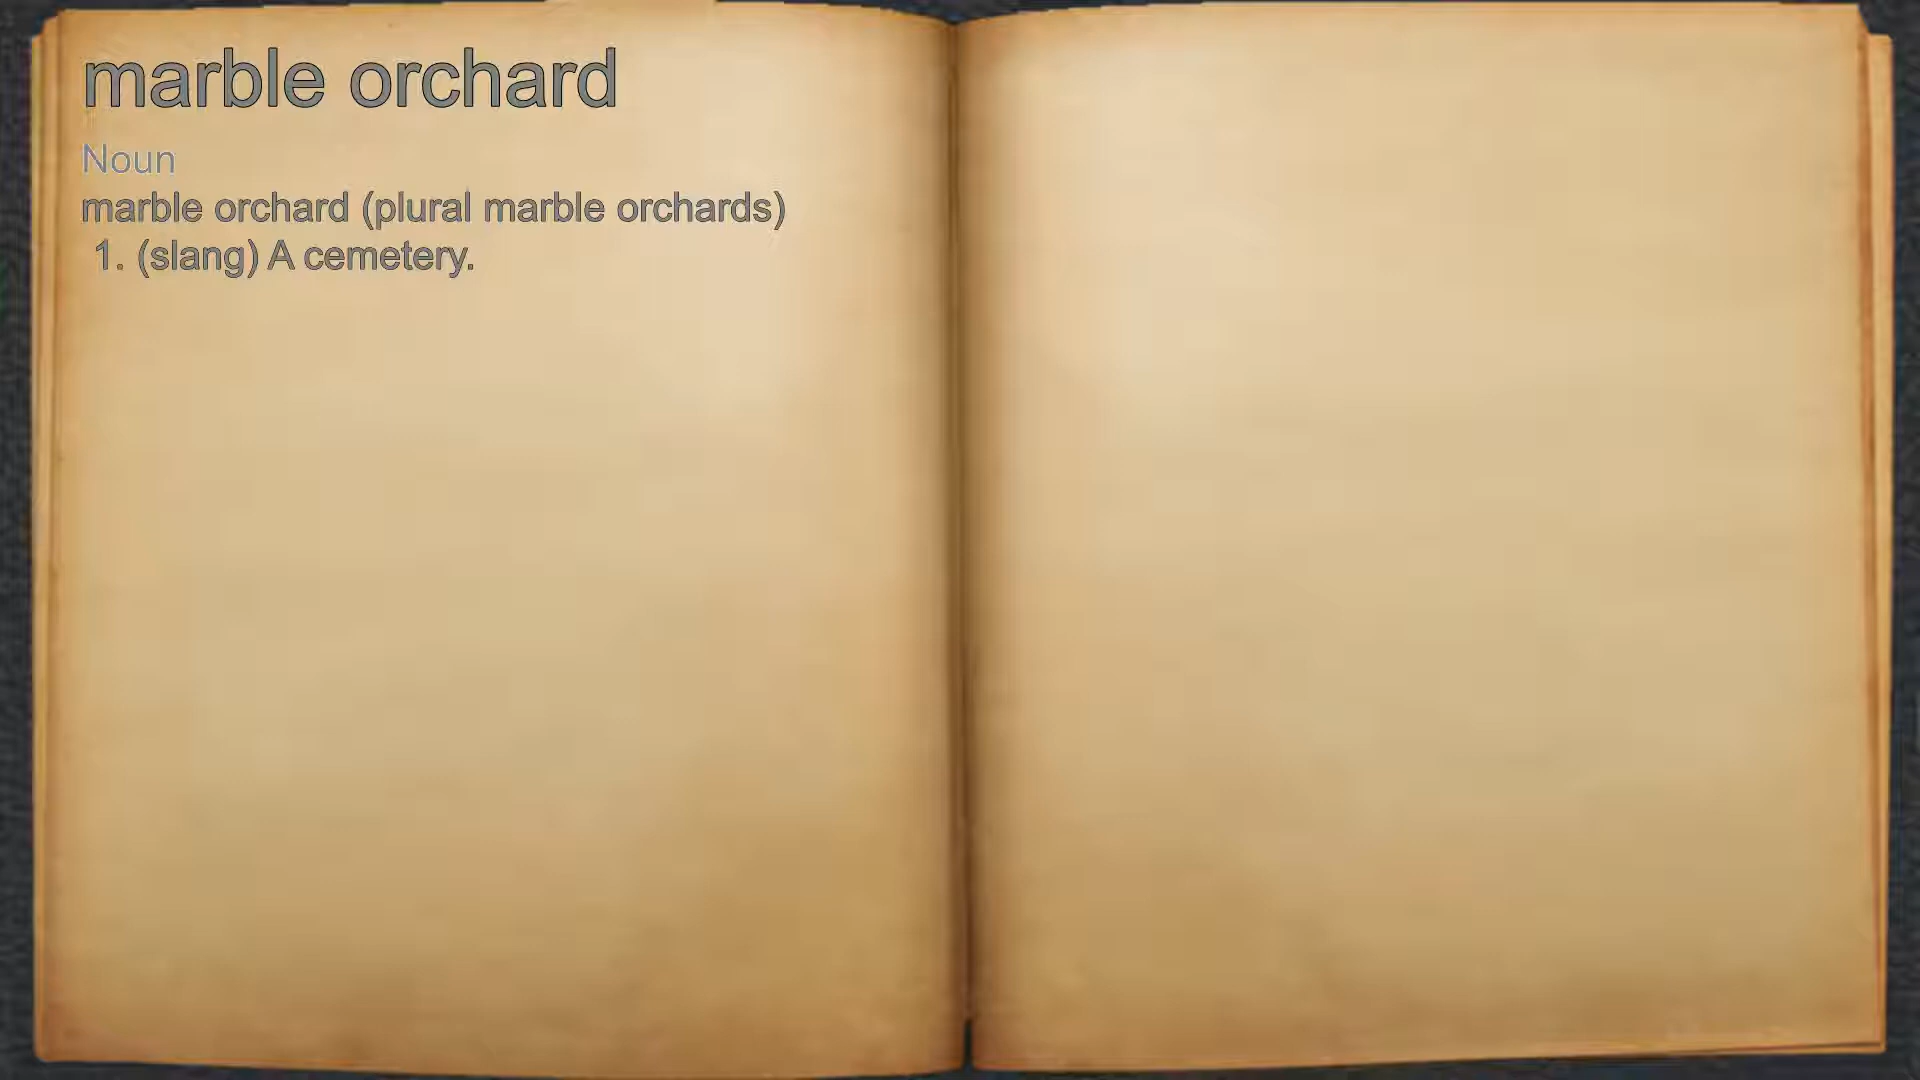 marble orchard
Noun
marble orchard (plural marble orchards)
1. (slang) A cemetery.